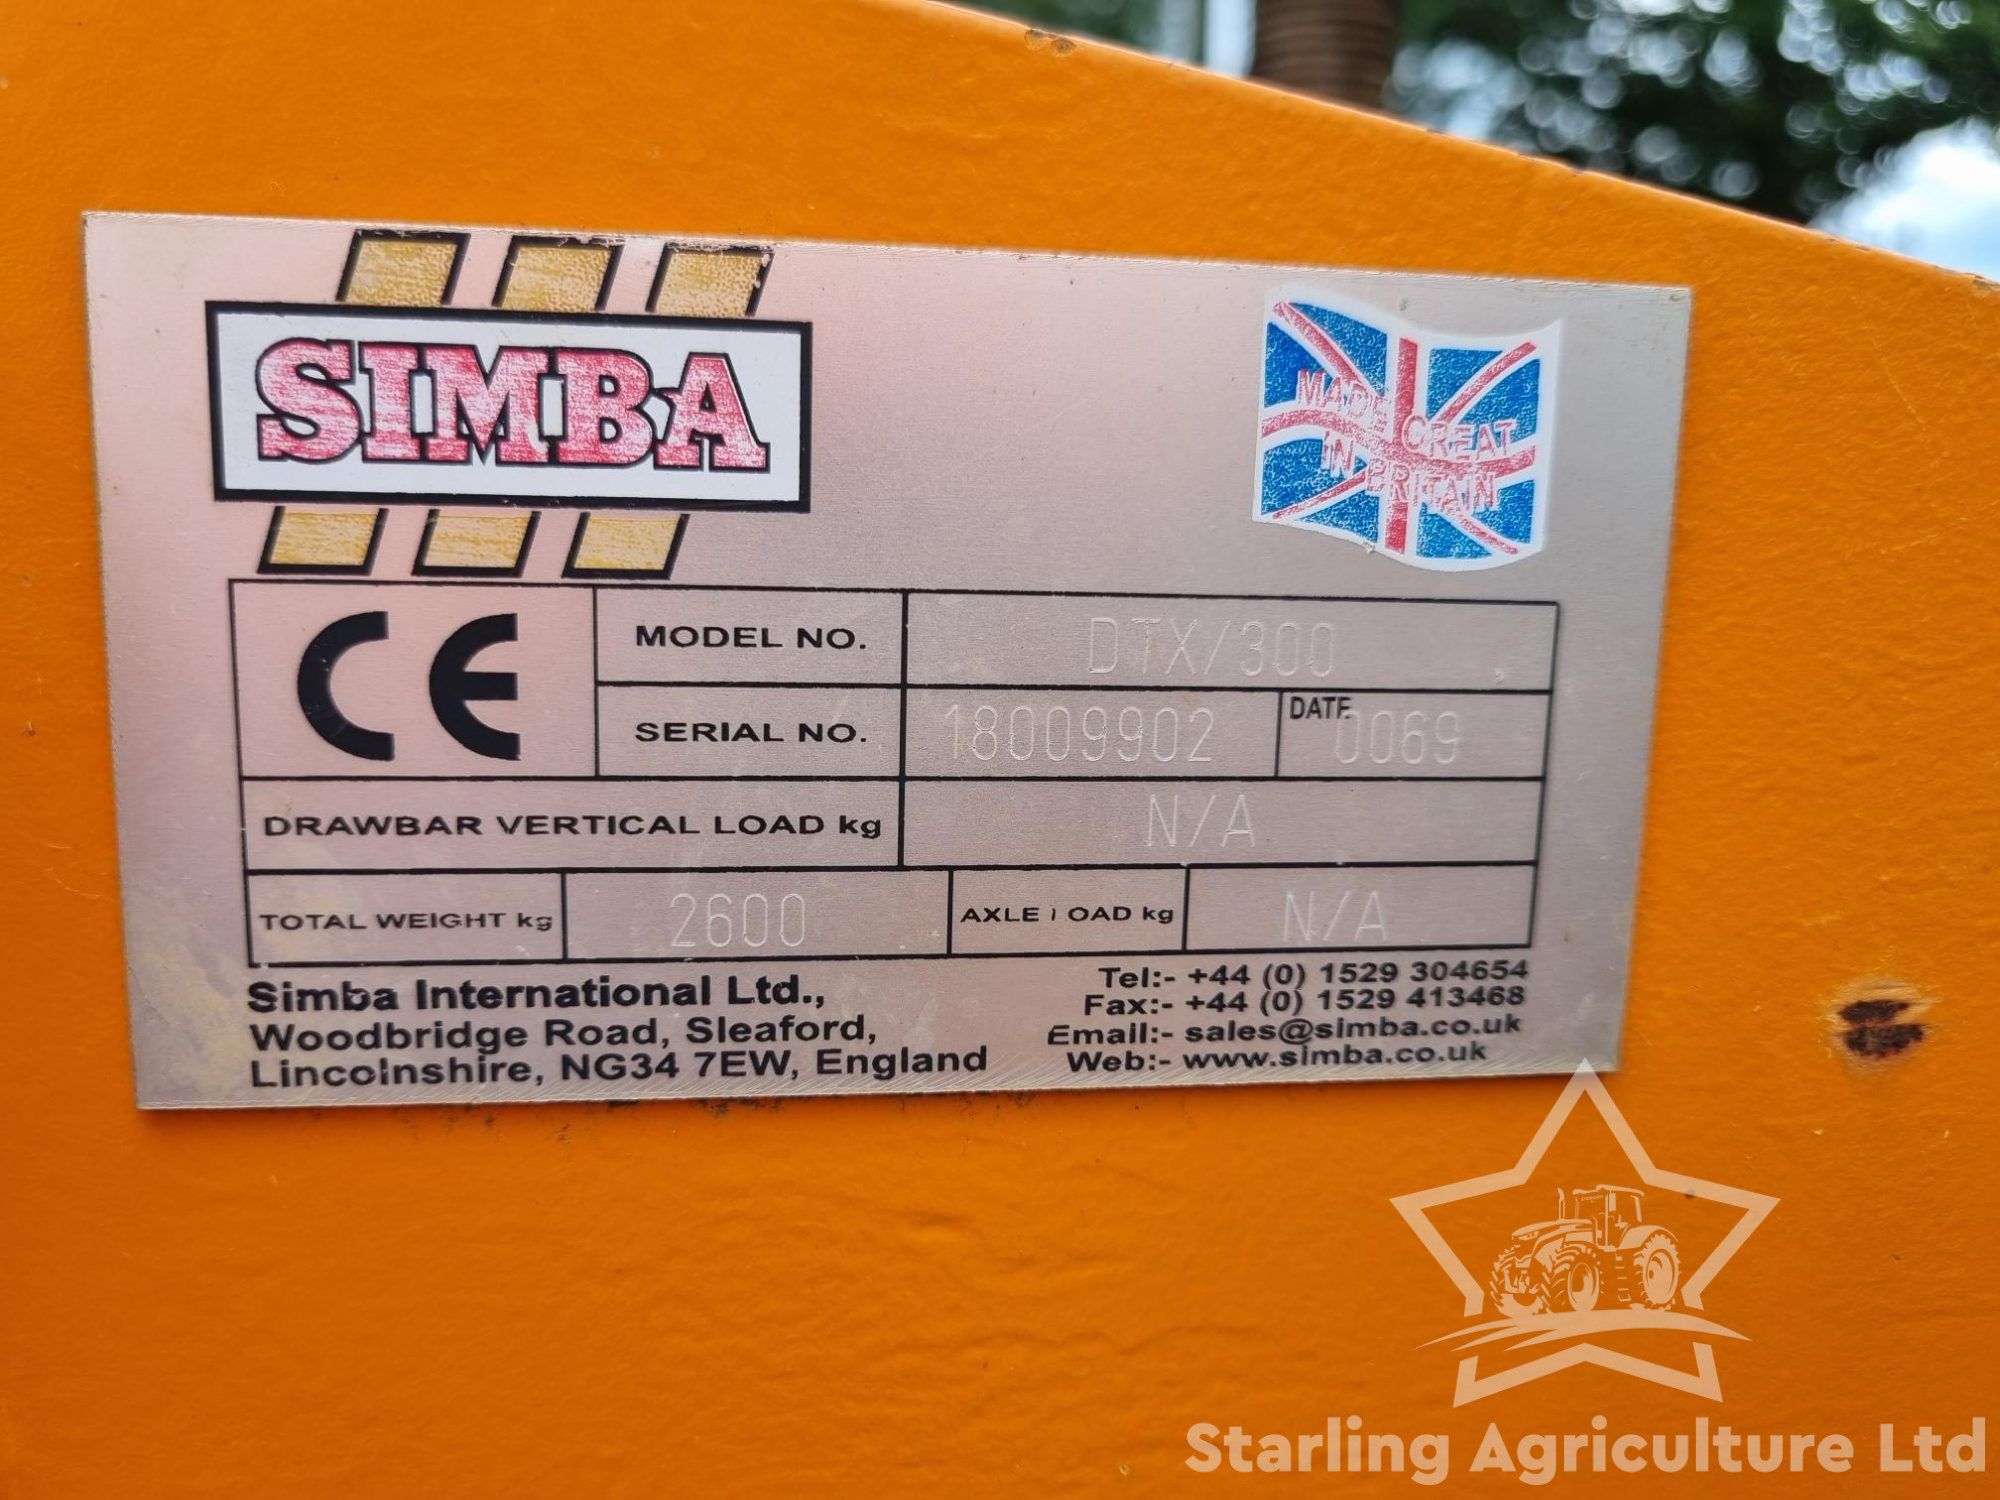 SIMBA
MADE GREAT
IN BRITAIN
CE
MODEL NO. DTX/300
SERIAL NO. 18009902 DATE 0069
DRAWBAR VERTICAL LOAD kg N/A
TOTAL WEIGHT kg 2600 AXLE LOAD kg N/A
Simba International Ltd.,
Woodbridge Road, Sleaford,
Lincolnshire, NG34 7EW, England
Tel:- +44 (0) 1529 304654
Fax:- +44 (0) 1529 413468
Email:- sales@simba.co.uk
Web:- www.simba.co.uk
Starling Agriculture Ltd